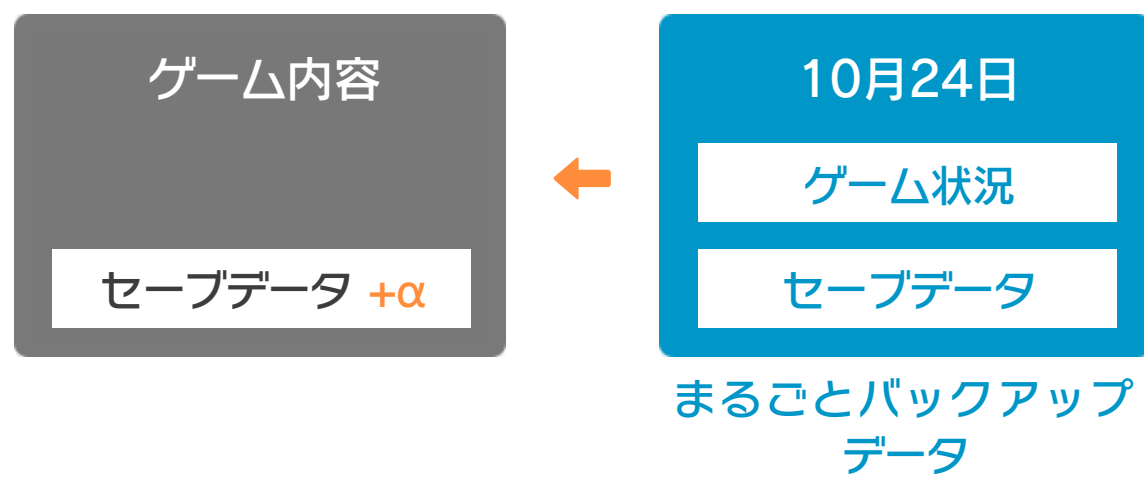 ゲーム内容
セーブデータ +α
10月24日
ゲーム状況
セーブデータ
まるごとバックアップ
データ